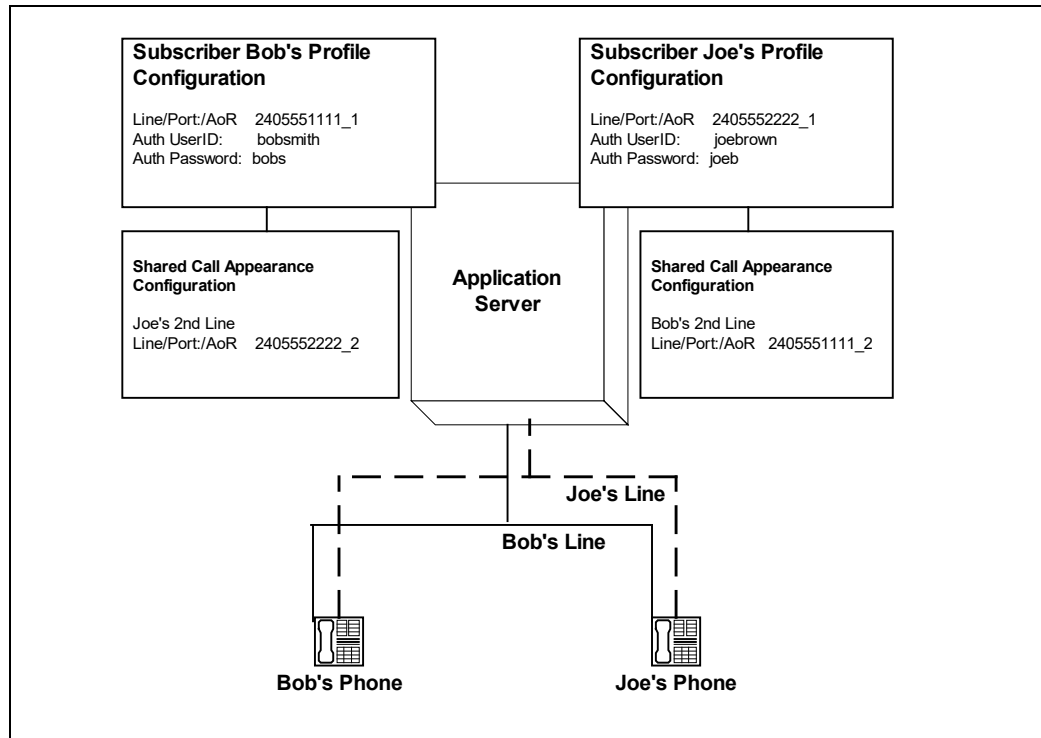 Subscriber Bob's Profile
Configuration
Line/Port:/AoR 2405551111_1
Auth UserID: bobsmith
Auth Password: bobs
Subscriber Joe's Profile
Configuration
Line/Port:/AoR 2405552222_1
Auth UserID: joebrown
Auth Password: joeb
Shared Call Appearance
Configuration
Joe's 2nd Line
Line/Port:/AoR 2405552222_2
Application
Server
Shared Call Appearance
Configuration
Bob's 2nd Line
Line/Port:/AoR 2405551111_2
Joe's Line
Bob's Line
Bob's Phone
Joe's Phone